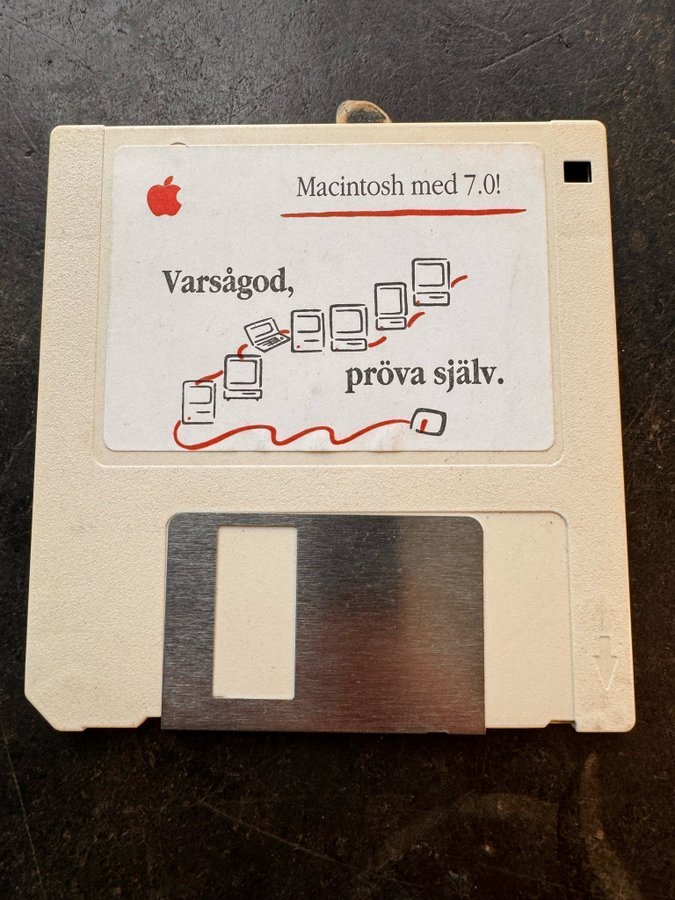 Macintosh med 7.0!
Varsågod,
pröva själv.